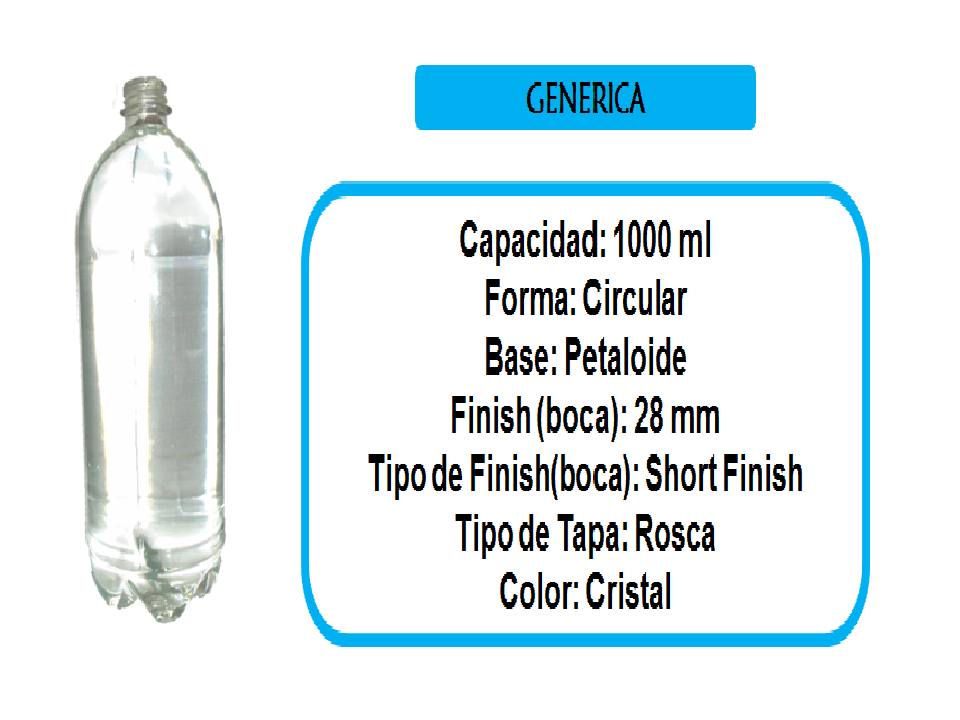 GENERICA
Capacidad: 1000 ml
Forma: Circular
Base: Petaloide
Finish (boca): 28 mm
Tipo de Finish(boca): Short Finish
Tipo de Tapa: Rosca
Color: Cristal